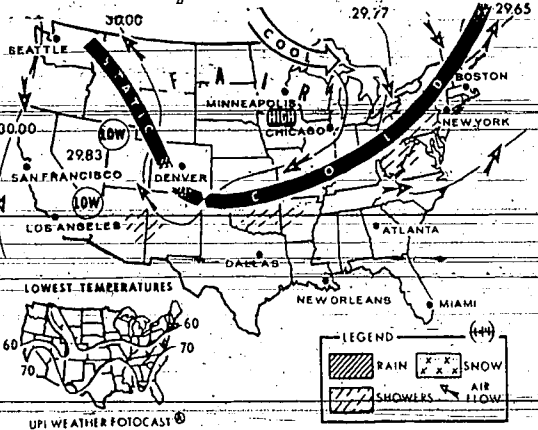 30.00
29.77
29.65
SEATTLE
COOL
STATIC
FAIR
MINNEAPOLIS
HIGH
CHICAGO
BOSTON
NEW YORK
30.00
LOW
29.83
SAN FRANCISCO
DENVER
COLD
LOW
LOS ANGELES
ATLANTA
DALLAS
NEW ORLEANS
MIAMI
LOWEST TEMPERATURES
60
70
60
70
LEGEND
RAIN
SNOW
SHOWERS
AIR
FLOW
UPI WEATHER FOTOCAST ®